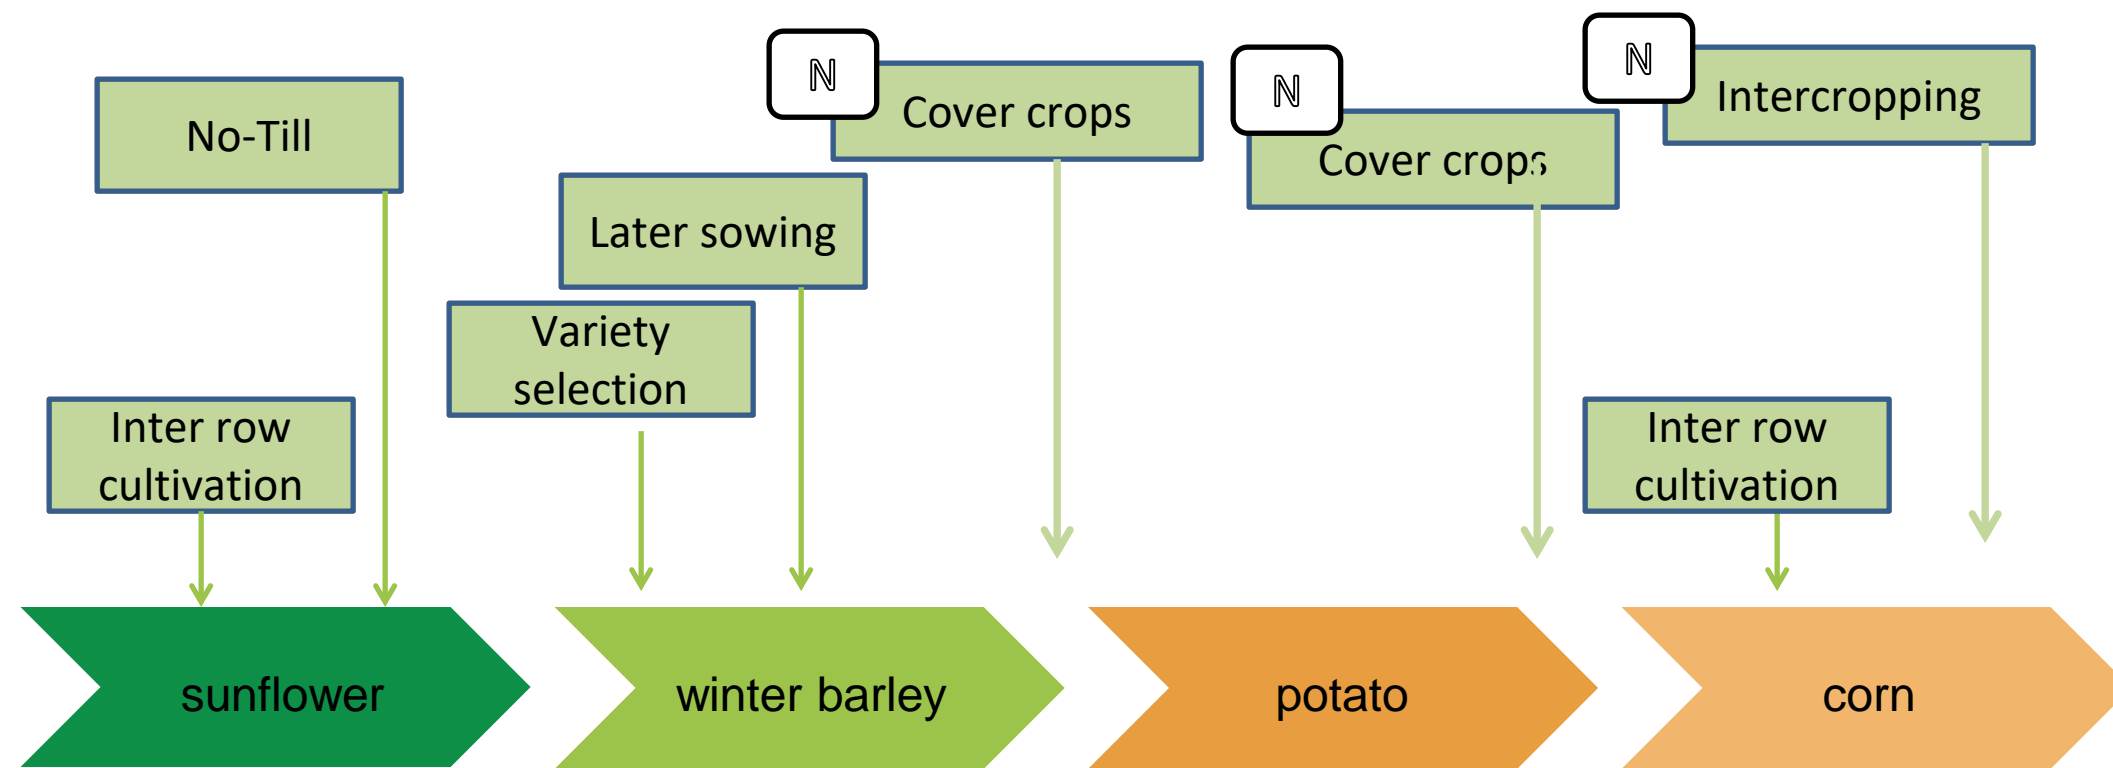 No-Till
Inter row
cultivation
Variety
selection
Later sowing
N
Cover crops
N
Cover crops
N
Intercropping
Inter row
cultivation
sunflower
winter barley
potato
corn